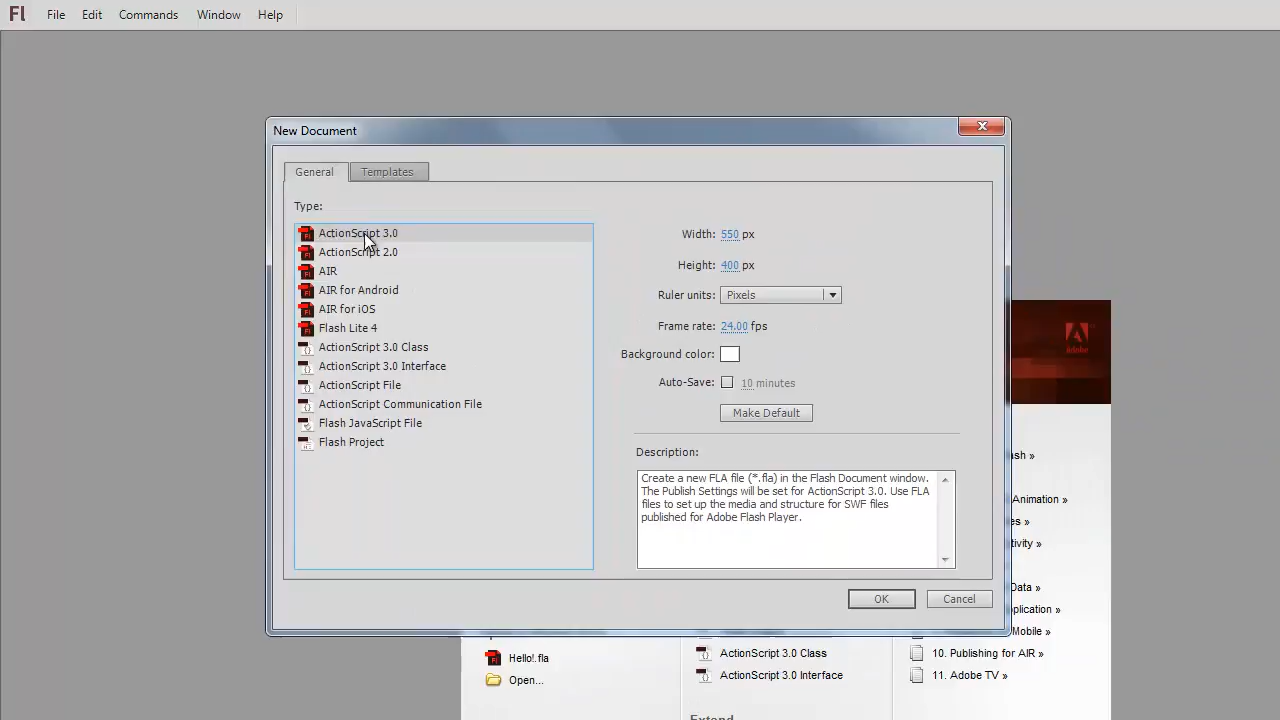 Fl File Edit Commands Window Help
New Document
General Templates
Type:
ActionScript 3.0
ActionScript 2.0
AIR
AIR for Android
AIR for iOS
Flash Lite 4
ActionScript 3.0 Class
ActionScript 3.0 Interface
ActionScript File
ActionScript Communication File
Flash JavaScript File
Flash Project
Width: 550 px
Height: 400 px
Ruler units: Pixels
Frame rate: 24.00 fps
Background color:
Auto-Save: 10 minutes
Make Default
Description:
Create a new FLA file (*.fla) in the Flash Document window.
The Publish Settings will be set for ActionScript 3.0. Use FLA
files to set up the media and structure for SWF files
published for Adobe Flash Player.
OK Cancel
Adobe
Animation »
Data »
Mobile »
Hello!.fla
Open...
ActionScript 3.0 Class
ActionScript 3.0 Interface
10. Publishing for AIR »
11. Adobe TV »
Extend